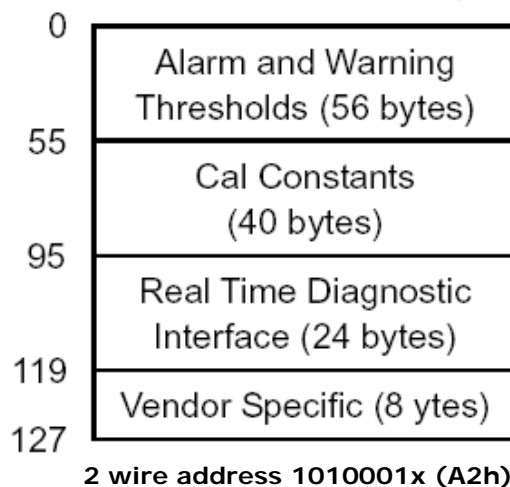 0
Alarm and Warning
Thresholds (56 bytes)
55
Cal Constants
(40 bytes)
95
Real Time Diagnostic
Interface (24 bytes)
119
Vendor Specific (8 ytes)
127
2 wire address 1010001x (A2h)